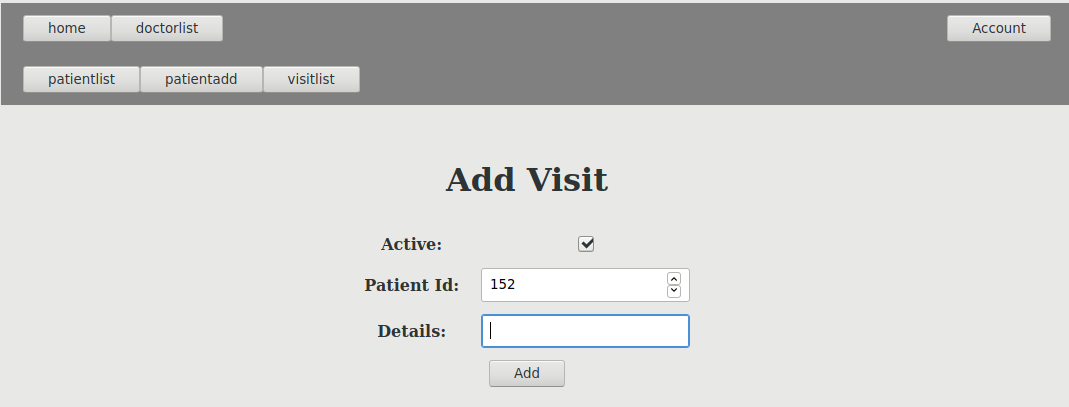 home doctorlist Account
patientlist patientadd visitlist
Add Visit
Active:
Patient Id: 152
Details:
Add